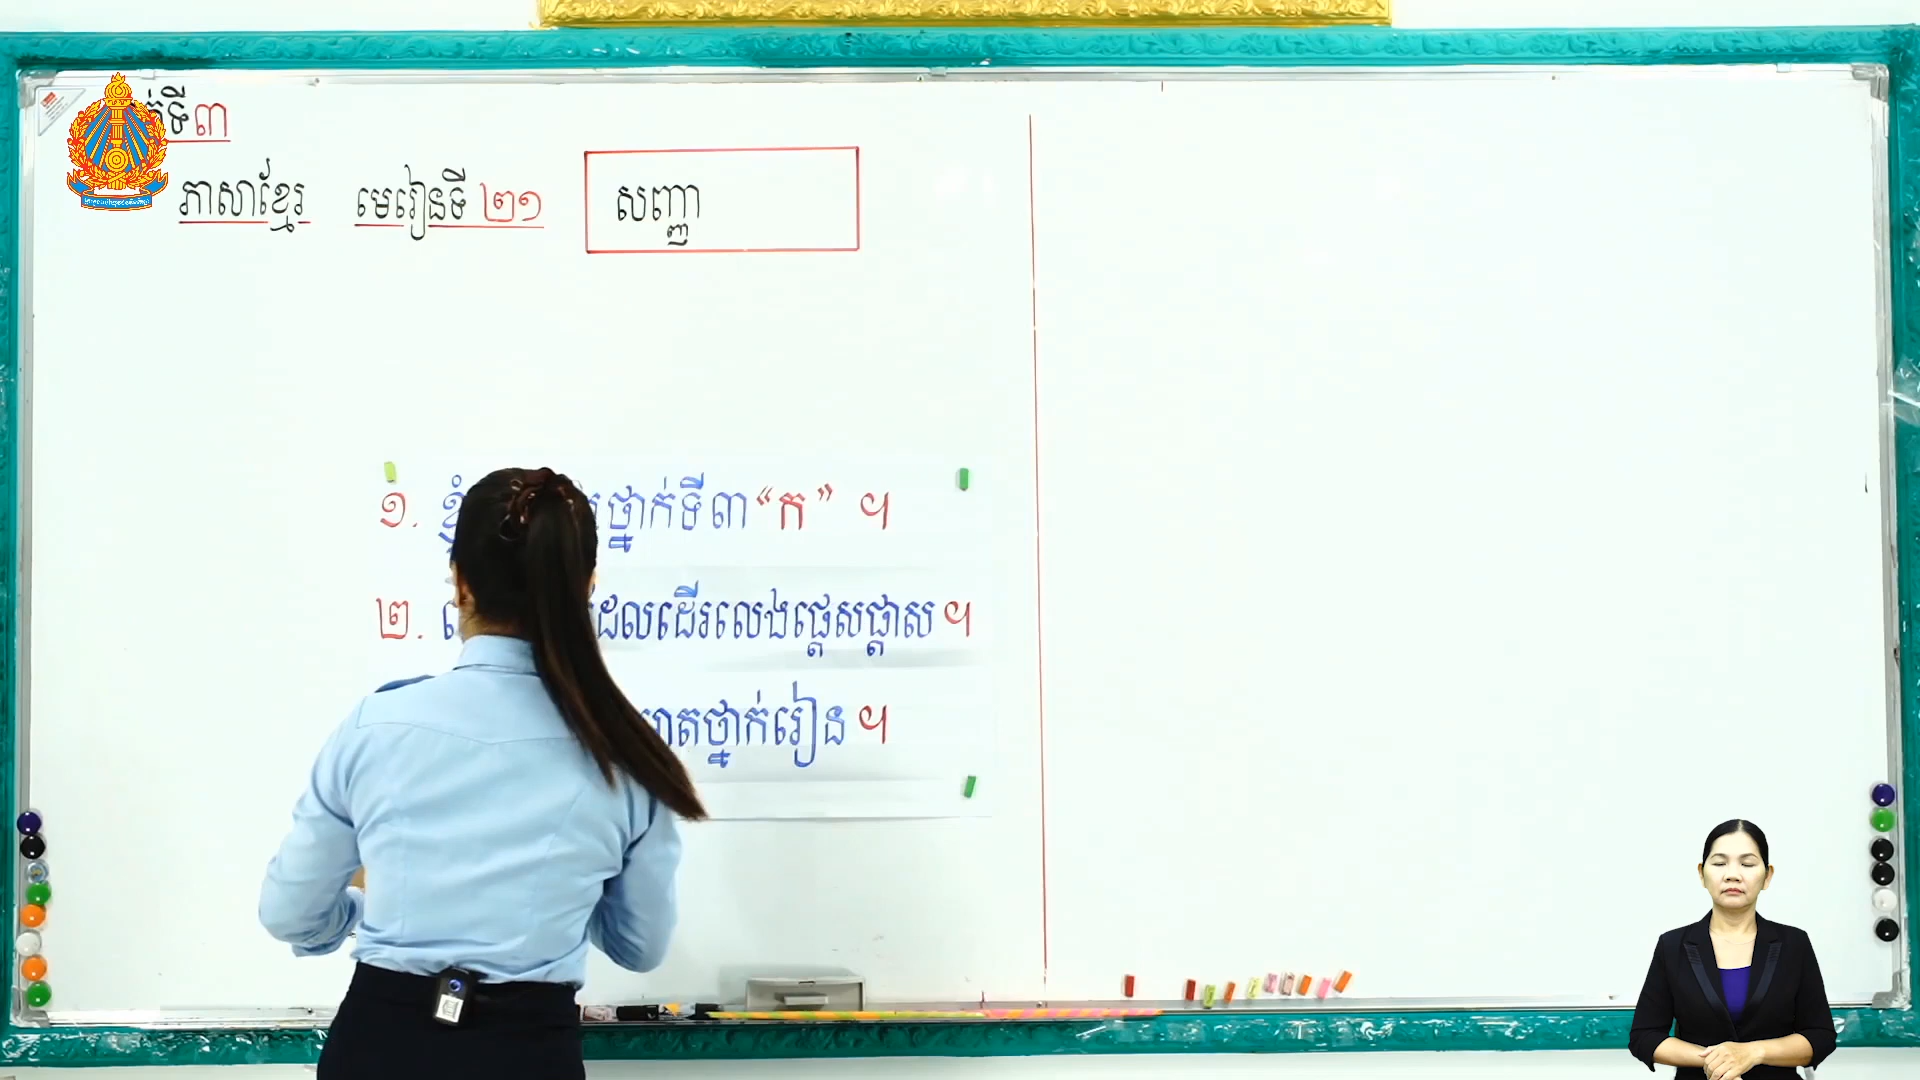 ទី៣
ភាសាខ្មែរ មេរៀនទី ២១ សញ្ញា
១. ខ្ញុំ ថ្នាក់ទី៣ “ក” ។
២. ដែលដើរលេងផ្ដេសផ្ដាស ។
ថ្នាក់រៀន ។